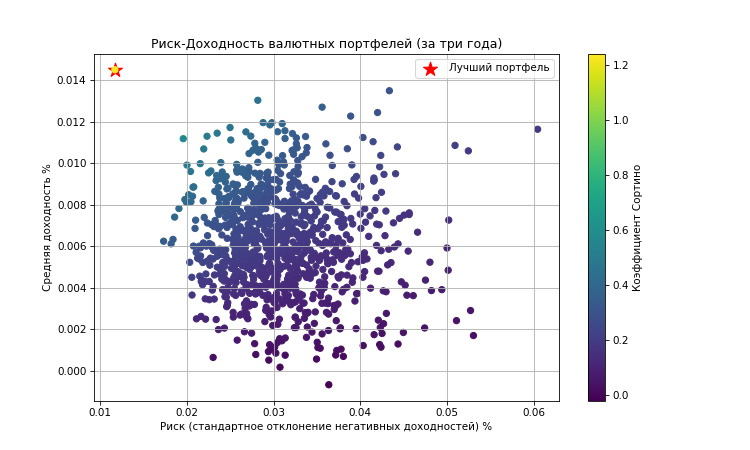 Риск-Доходность валютных портфелей (за три года)
Лучший портфель
Средняя доходность %
0.014
0.012
0.010
0.008
0.006
0.004
0.002
0.000
0.01 0.02 0.03 0.04 0.05 0.06
Риск (стандартное отклонение негативных доходностей) %
1.2
1.0
0.8
0.6
0.4
0.2
0.0
Коэффициент Сортино